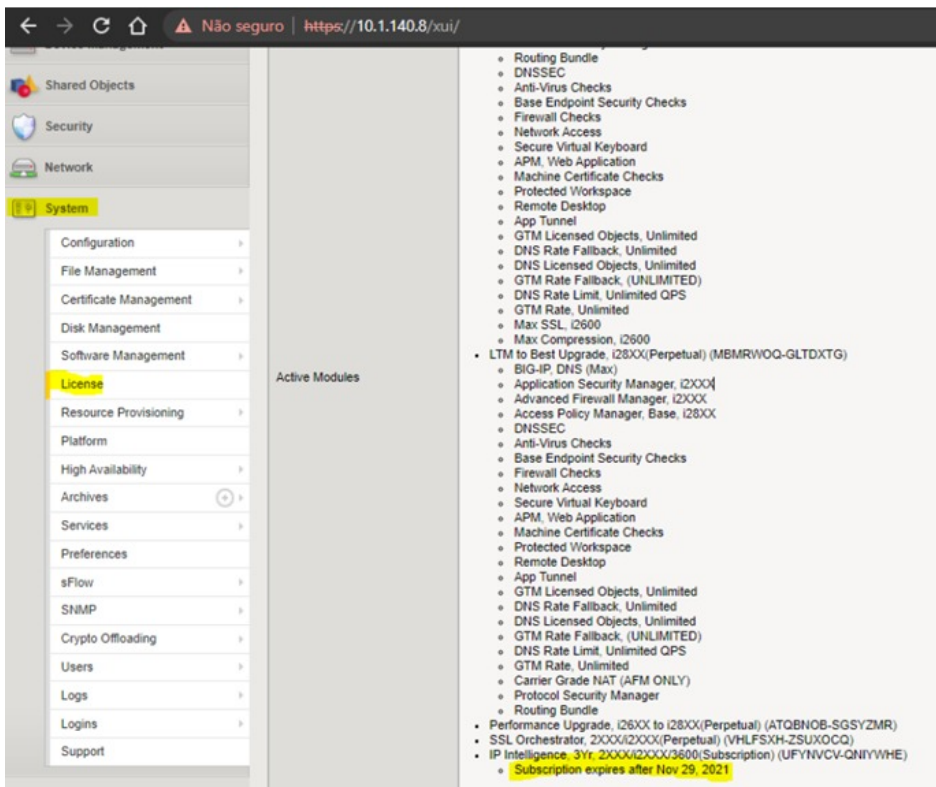 Não seguro
https://10.1.140.8/xui/
Shared Objects
Security
Network
System
Configuration
File Management
Certificate Management
Disk Management
Software Management
License
Resource Provisioning
Platform
High Availability
Archives
Services
Preferences
sFlow
SNMP
Crypto Offloading
Users
Logs
Logins
Support
Active Modules
Routing Bundle
DNSSEC
Anti-Virus Checks
Base Endpoint Security Checks
Firewall Checks
Network Access
Secure Virtual Keyboard
APM, Web Application
Machine Certificate Checks
Protected Workspace
Remote Desktop
App Tunnel
GTM Licensed Objects, Unlimited
DNS Rate Fallback, Unlimited
DNS Licensed Objects, Unlimited
GTM Rate Fallback, (UNLIMITED)
DNS Rate Limit, Unlimited QPS
GTM Rate, Unlimited
Max SSL, i2600
Max Compression, i2600
LTM to Best Upgrade, i28XX(Perpetual) (MBMRWOQ-GLTDXTG)
BIG-IP, DNS (Max)
Application Security Manager, i2XXX
Advanced Firewall Manager, i2XXX
Access Policy Manager, Base, i28XX
DNSSEC
Anti-Virus Checks
Base Endpoint Security Checks
Firewall Checks
Network Access
Secure Virtual Keyboard
APM, Web Application
Machine Certificate Checks
Protected Workspace
Remote Desktop
App Tunnel
GTM Licensed Objects, Unlimited
DNS Rate Fallback, Unlimited
DNS Licensed Objects, Unlimited
GTM Rate Fallback, (UNLIMITED)
DNS Rate Limit, Unlimited QPS
GTM Rate, Unlimited
Carrier Grade NAT (AFM ONLY)
Protocol Security Manager
Routing Bundle
Performance Upgrade, i26XX to i28XX(Perpetual) (ATQBNOB-SGSYZMR)
SSL Orchestrator, 2XXX/i2XXX(Perpetual) (VHLFSXH-ZSUXOCQ)
IP Intelligence, 3Yr, 2XXX/i2XXX/3600(Subscription) (UFYNVCV-QNIYWHE)
Subscription expires after Nov 29, 2021